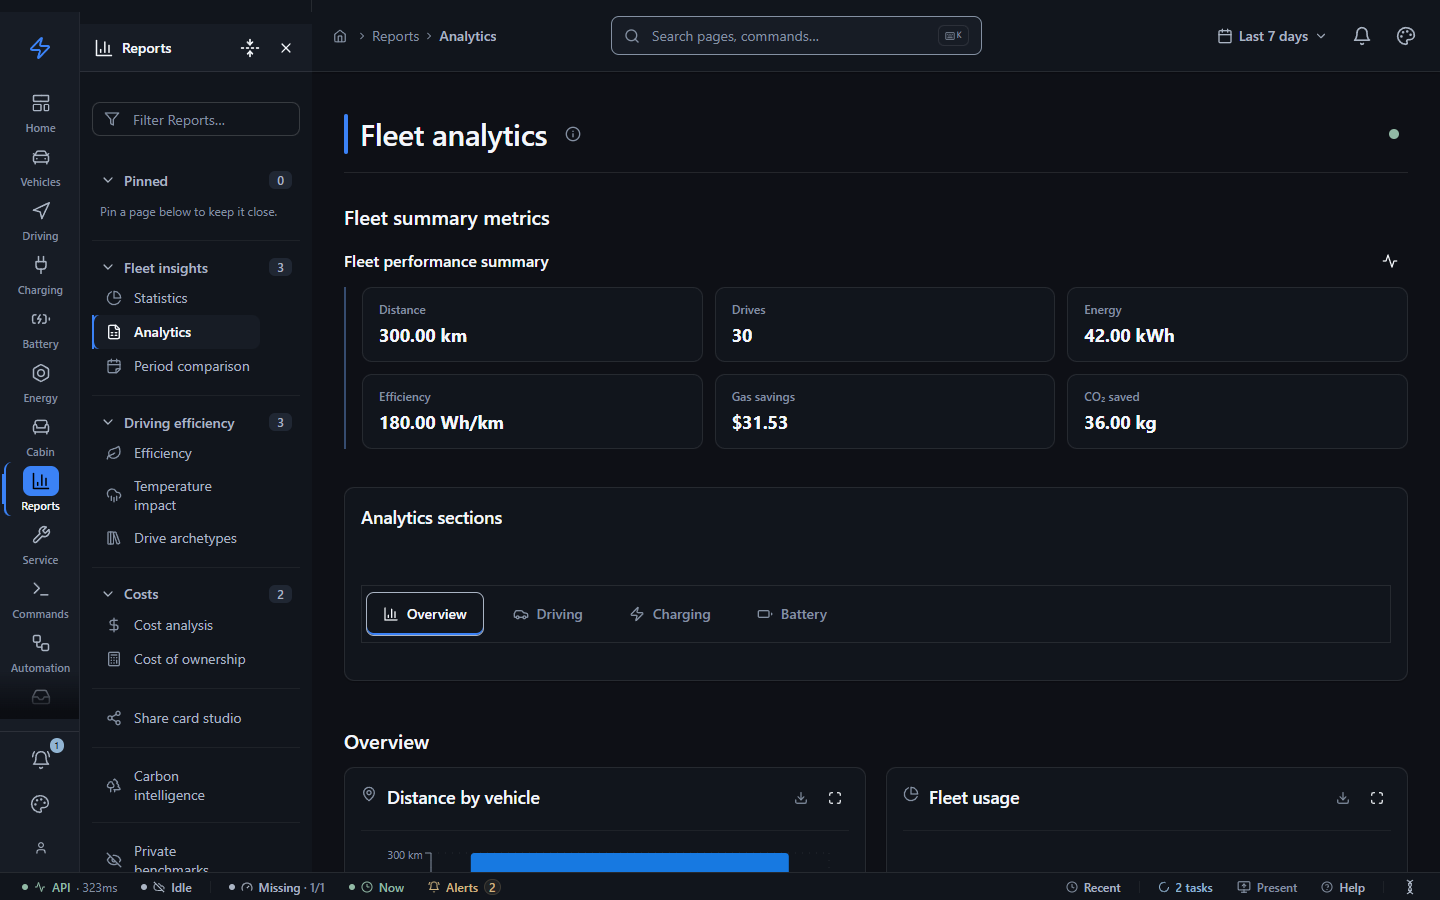 Home
Vehicles
Driving
Charging
Battery
Energy
Cabin
Reports
Service
Commands
Automation
1
Reports
Filter Reports...
Pinned 0
Pin a page below to keep it close.
Fleet insights 3
Statistics
Analytics
Period comparison
Driving efficiency 3
Efficiency
Temperature
impact
Drive archetypes
Costs 2
Cost analysis
Cost of ownership
Share card studio
Carbon
intelligence
Private
benchmarks
Reports Analytics
Search pages, commands... K
Last 7 days
Fleet analytics
Fleet summary metrics
Fleet performance summary
Distance
300.00 km
Drives
30
Energy
42.00 kWh
Efficiency
180.00 Wh/km
Gas savings
$31.53
CO₂ saved
36.00 kg
Analytics sections
Overview Driving Charging Battery
Overview
Distance by vehicle
300 km
Fleet usage
API · 323ms Idle Missing · 1/1 Now Alerts 2 Recent 2 tasks Present Help